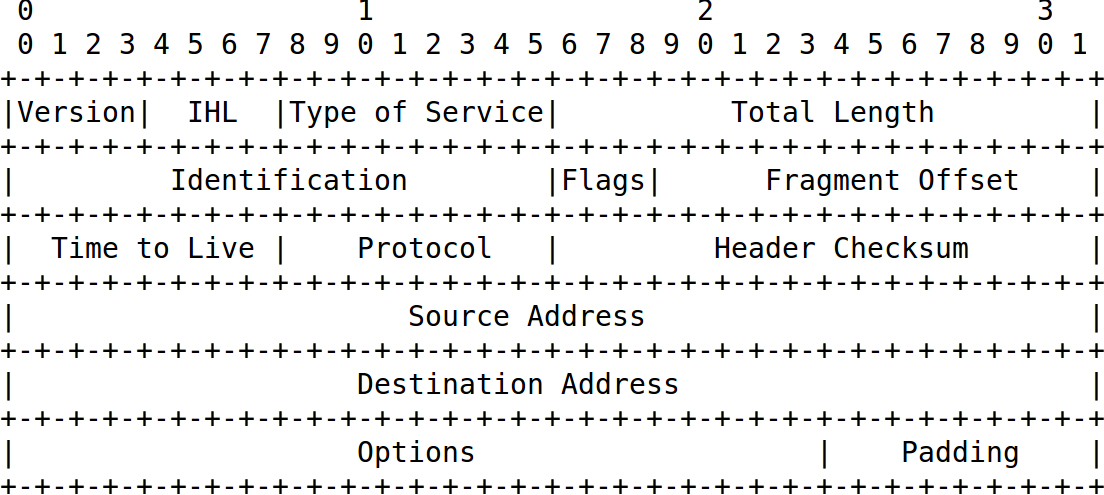 0                   1                   2                   3
 0 1 2 3 4 5 6 7 8 9 0 1 2 3 4 5 6 7 8 9 0 1 2 3 4 5 6 7 8 9 0 1
+-+-+-+-+-+-+-+-+-+-+-+-+-+-+-+-+-+-+-+-+-+-+-+-+-+-+-+-+-+-+-+-+
|Version|  IHL  |Type of Service|          Total Length         |
+-+-+-+-+-+-+-+-+-+-+-+-+-+-+-+-+-+-+-+-+-+-+-+-+-+-+-+-+-+-+-+-+
|         Identification        |Flags|      Fragment Offset    |
+-+-+-+-+-+-+-+-+-+-+-+-+-+-+-+-+-+-+-+-+-+-+-+-+-+-+-+-+-+-+-+-+
|  Time to Live |    Protocol   |         Header Checksum       |
+-+-+-+-+-+-+-+-+-+-+-+-+-+-+-+-+-+-+-+-+-+-+-+-+-+-+-+-+-+-+-+-+
|                       Source Address                          |
+-+-+-+-+-+-+-+-+-+-+-+-+-+-+-+-+-+-+-+-+-+-+-+-+-+-+-+-+-+-+-+-+
|                    Destination Address                        |
+-+-+-+-+-+-+-+-+-+-+-+-+-+-+-+-+-+-+-+-+-+-+-+-+-+-+-+-+-+-+-+-+
|                    Options                    |    Padding    |
+-+-+-+-+-+-+-+-+-+-+-+-+-+-+-+-+-+-+-+-+-+-+-+-+-+-+-+-+-+-+-+-+